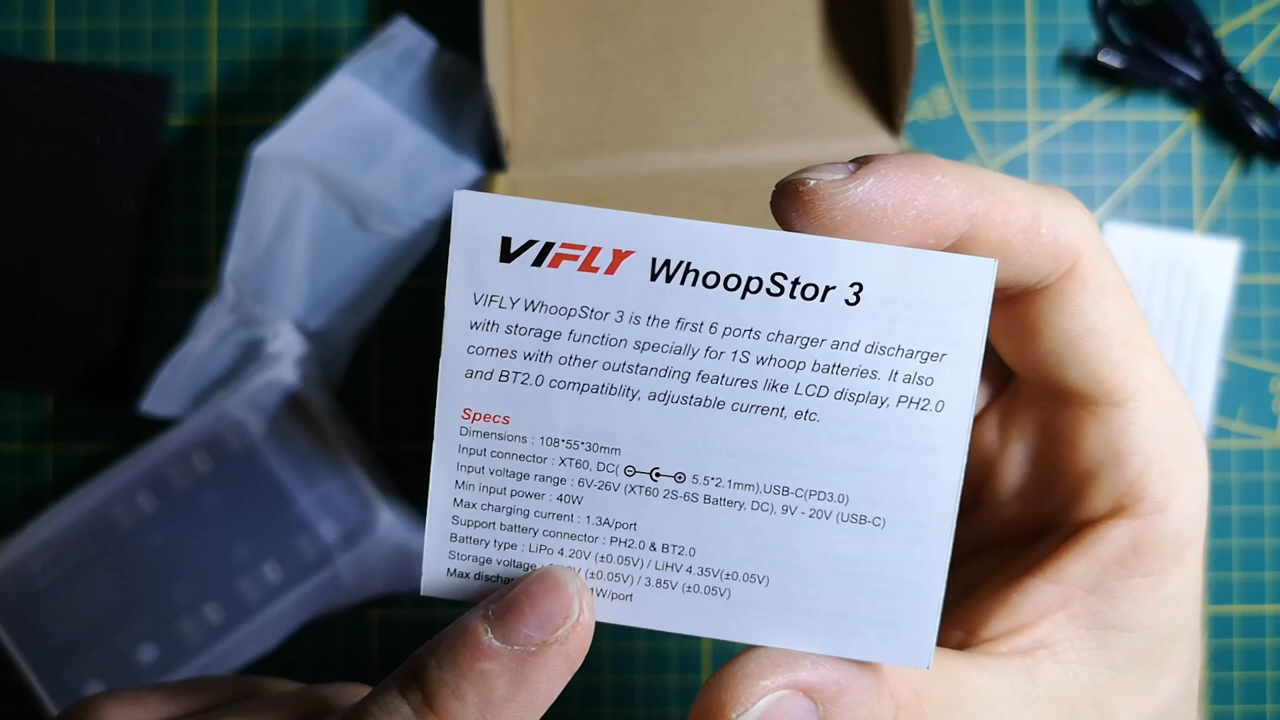 VIFLY WhoopStor 3
VIFLY WhoopStor 3 is the first 6 ports charger and discharger
with storage function specially for 1S whoop batteries. It also
comes with other outstanding features like LCD display, PH2.0
and BT2.0 compatiblity, adjustable current, etc.
Specs
Dimensions : 108*55*30mm
Input connector : XT60, DC( 5.5*2.1mm),USB-C(PD3.0)
Input voltage range : 6V-26V (XT60 2S-6S Battery, DC), 9V - 20V (USB-C)
Min input power : 40W
Max charging current : 1.3A/port
Support battery connector : PH2.0 & BT2.0
Battery type : LiPo 4.20V (±0.05V) / LiHV 4.35V(±0.05V)
Storage voltage (±0.05V) / 3.85V (±0.05V)
Max 1W/port